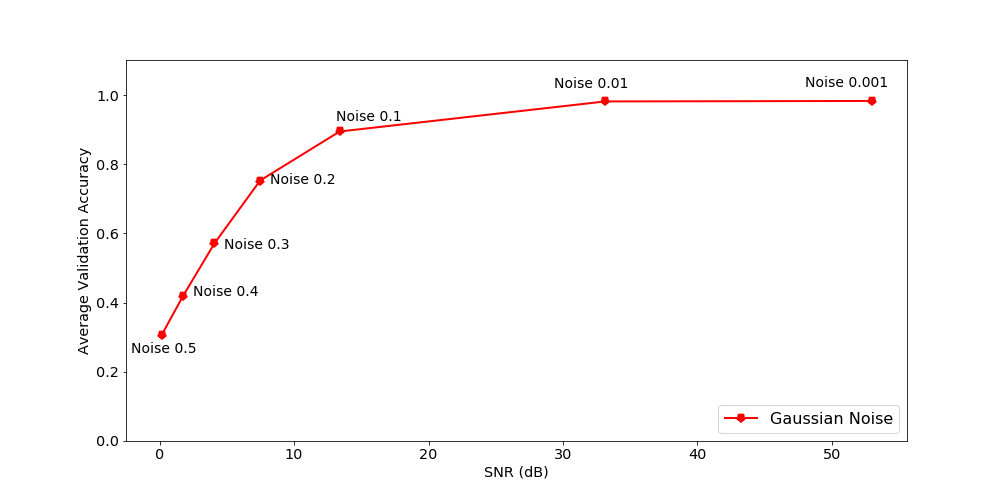 Noise 0.01
Noise 0.001
Noise 0.1
Noise 0.2
Noise 0.3
Noise 0.4
Noise 0.5
1.0
0.8
0.6
0.4
0.2
0.0
Average Validation Accuracy
Gaussian Noise
0
10
20
30
40
50
SNR (dB)